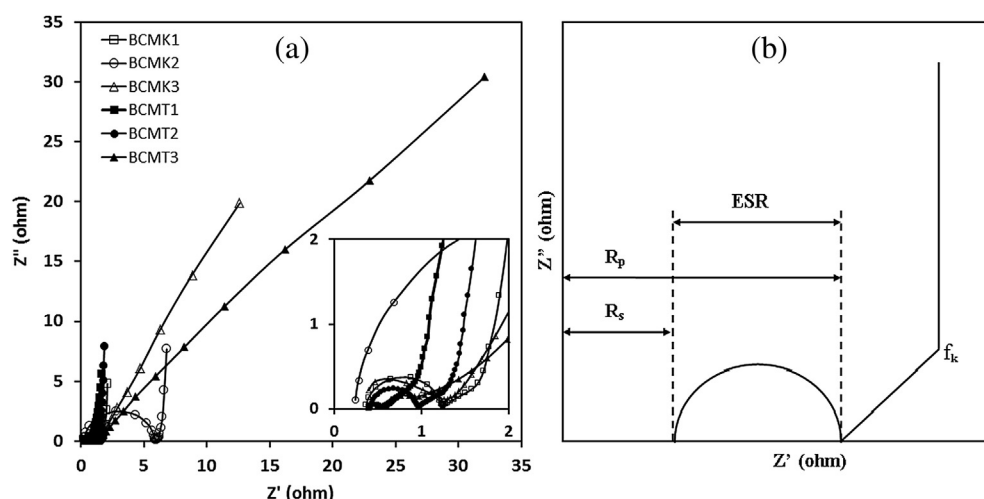 (a)
35
30
25
20
15
10
5
0
Z'' (ohm)
BCMK1
BCMK2
BCMK3
BCMT1
BCMT2
BCMT3
2
1
0
0 1 2
0 5 10 15 20 25 30 35
Z' (ohm)
(b)
Z'' (ohm)
ESR
Rp
Rs
fk
Z' (ohm)